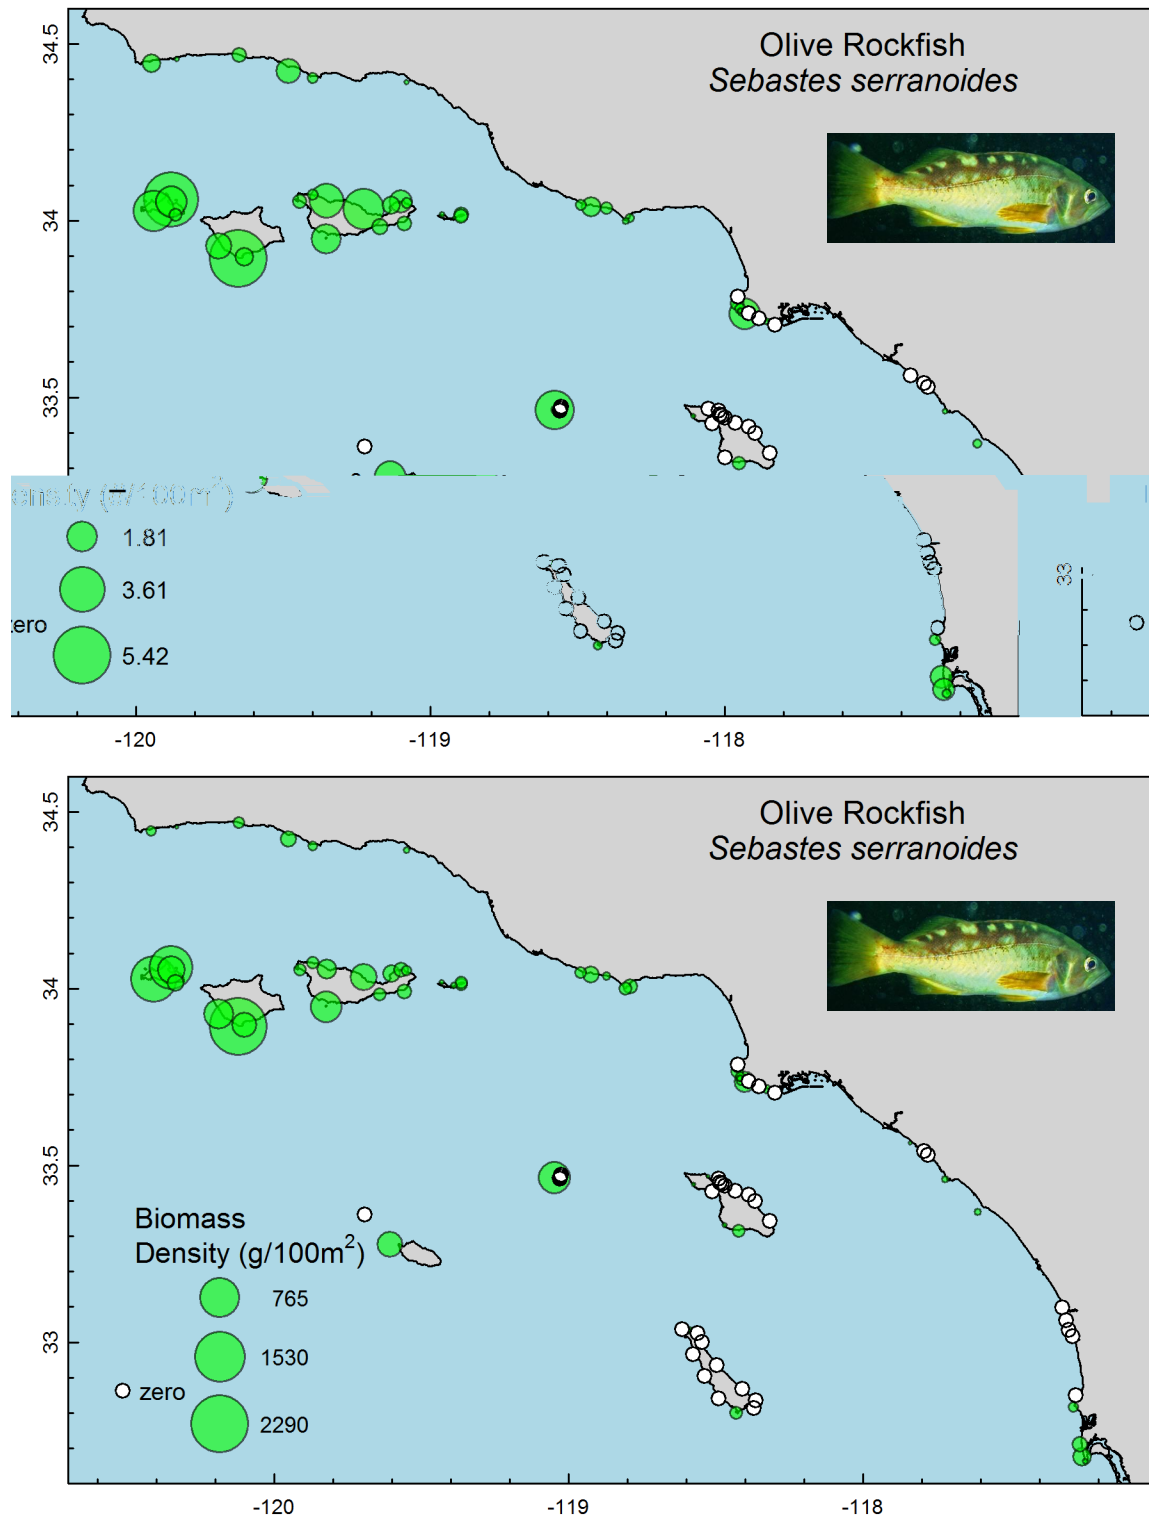 Olive Rockfish
Sebastes serranoides
34.5
34
33.5
1.81
3.61
zero
5.42
33
-120
-119
-118
Olive Rockfish
Sebastes serranoides
34.5
34
33.5
33
Biomass
Density (g/100m²)
765
1530
zero
2290
-120
-119
-118